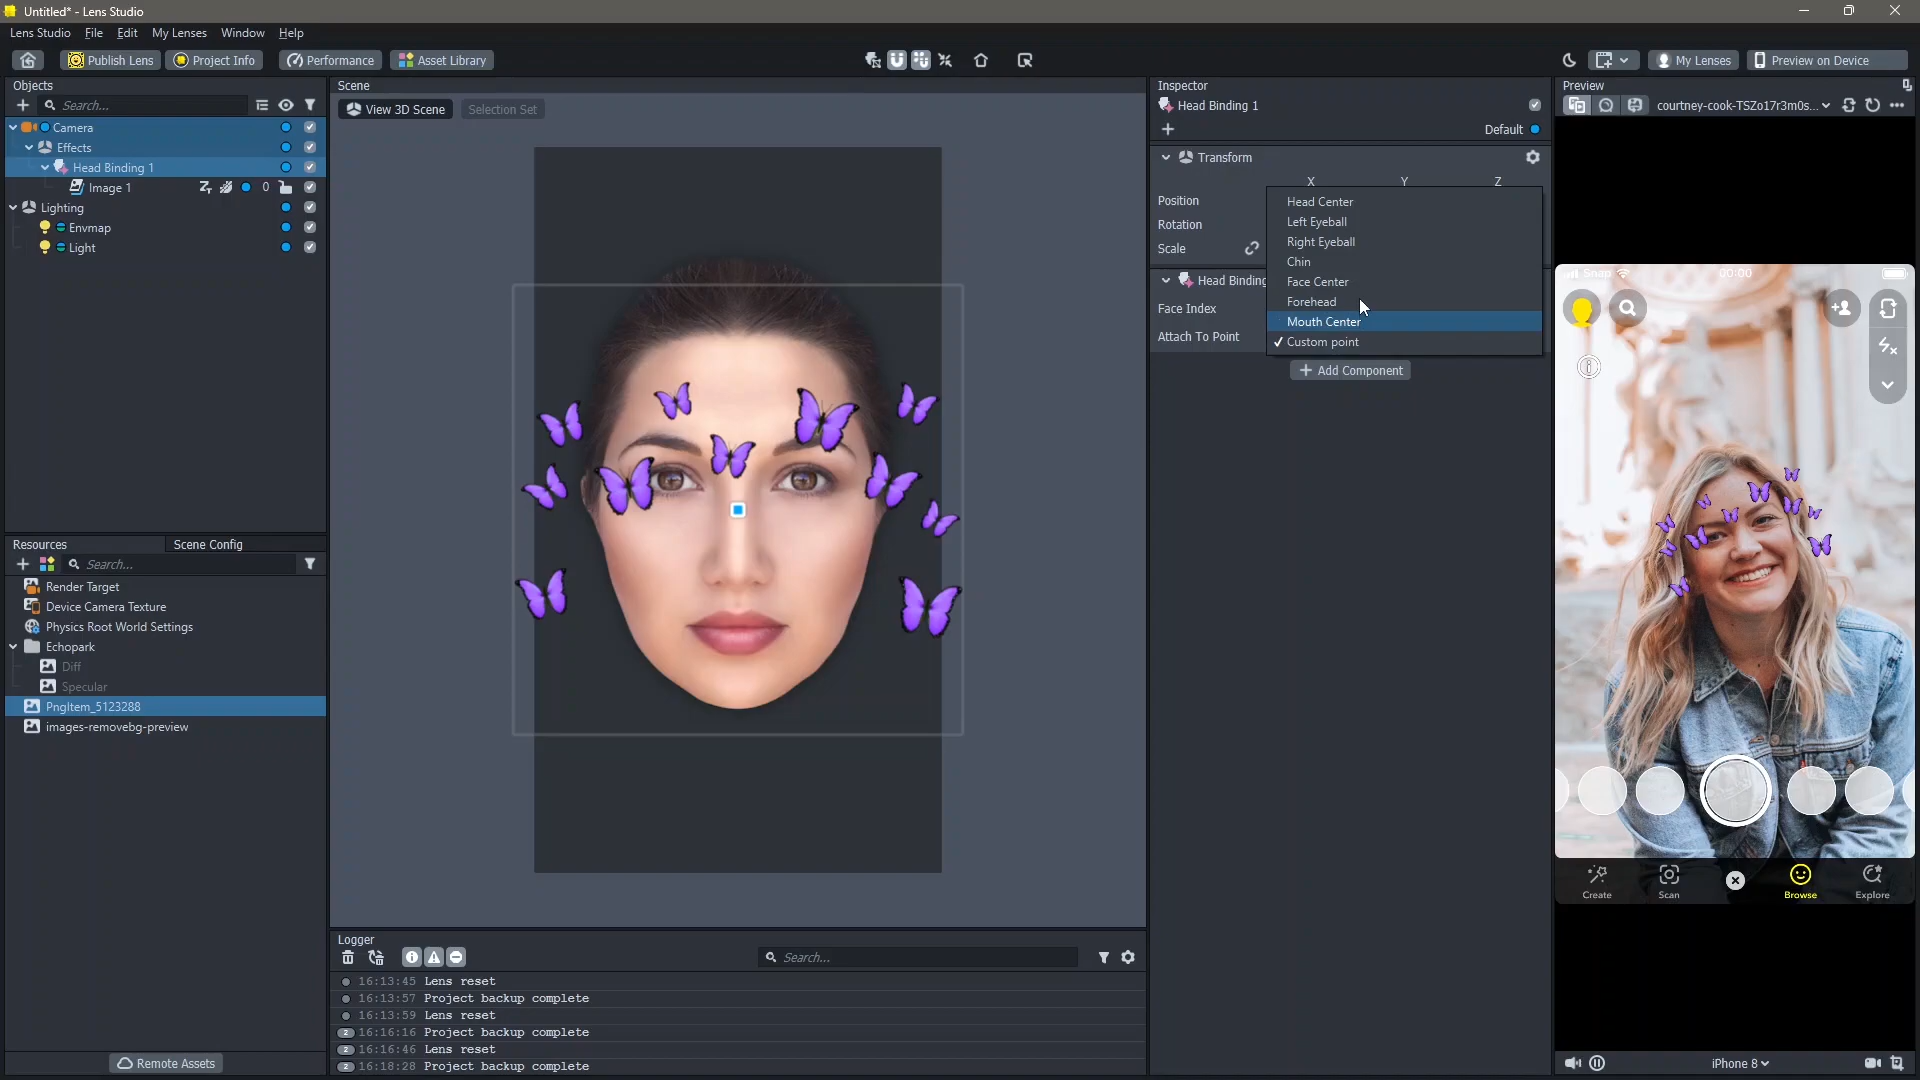 Untitled* - Lens Studio
Lens Studio File Edit My Lenses Window Help
Publish Lens Project Info Performance Asset Library My Lenses Preview on Device
Objects
Search...
Camera
Effects
Head Binding 1
Image 1 0
Lighting
Envmap
Light
Resources Scene Config
Search...
Render Target
Device Camera Texture
Physics Root World Settings
Echopark
Diff
Specular
PngItem_5123288
images-removebg-preview
Remote Assets
Scene
View 3D Scene Selection Set
Logger
Search...
16:13:45 Lens reset
16:13:57 Project backup complete
16:13:59 Lens reset
2 16:16:16 Project backup complete
2 16:16:46 Lens reset
2 16:18:28 Project backup complete
Inspector
Head Binding 1
Default
Transform
X Y Z
Position
Rotation
Scale
Head Binding
Face Index
Attach To Point
Head Center
Left Eyeball
Right Eyeball
Chin
Face Center
Forehead
Mouth Center
Custom point
Add Component
Preview
courtney-cook-TSZo17r3m0s...
Snap 00:00
Create Scan Browse Explore
iPhone 8